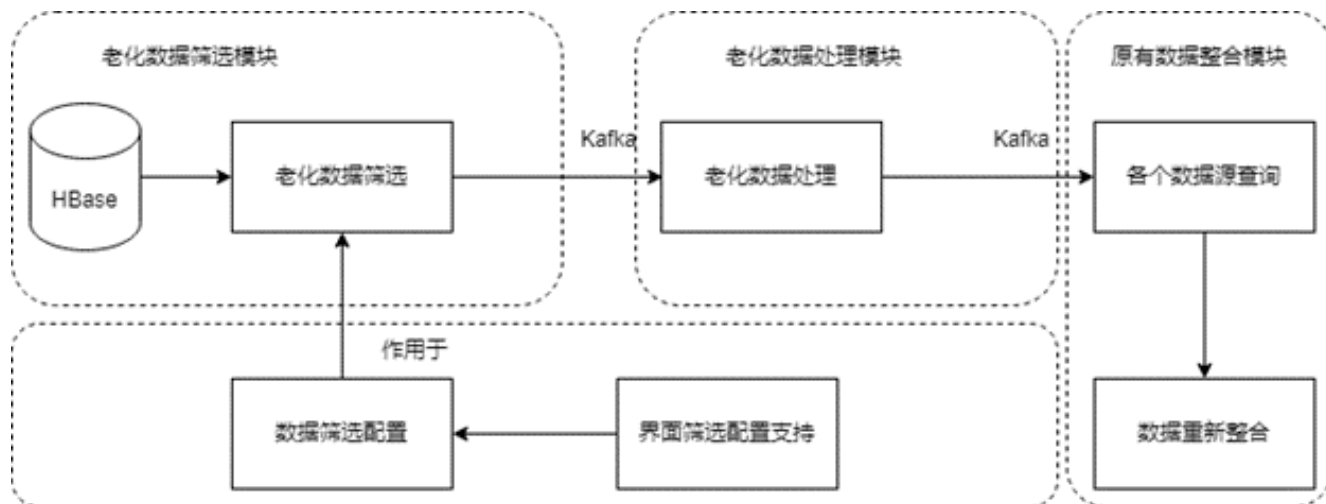 老化数据筛选模块
老化数据处理模块
原有数据整合模块
HBase
老化数据筛选
Kafka
老化数据处理
Kafka
各个数据源查询
作用于
数据筛选配置
界面筛选配置支持
数据重新整合